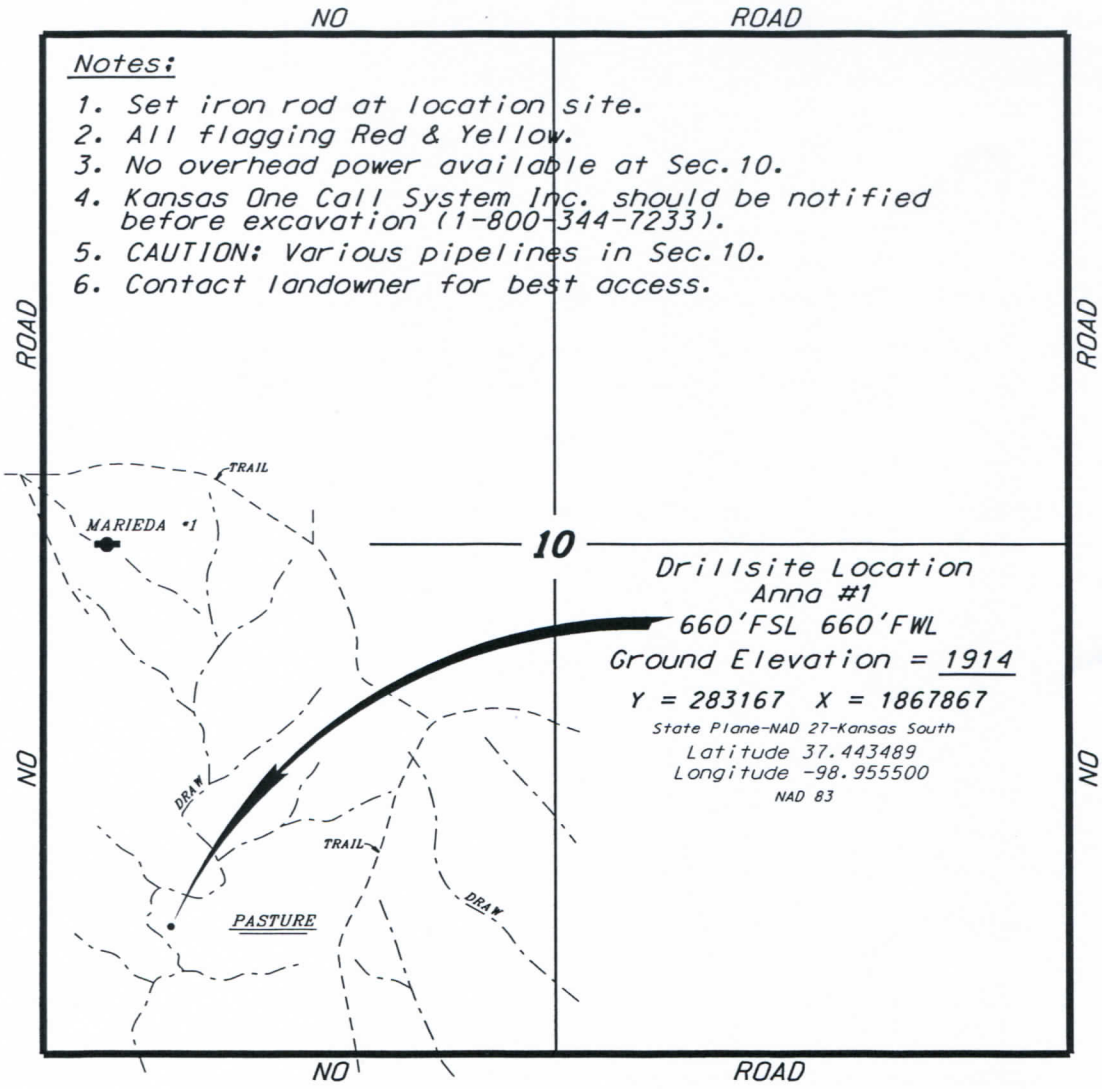 NO ROAD
Notes:
1. Set iron rod at location site.
2. All flagging Red & Yellow.
3. No overhead power available at Sec.10.
4. Kansas One Call System Inc. should be notified
before excavation (1-800-344-7233).
5. CAUTION: Various pipelines in Sec.10.
6. Contact landowner for best access.
ROAD
ROAD
TRAIL
MARIEDA #1
10
Drillsite Location
Anna #1
660'FSL 660'FWL
Ground Elevation = 1914
Y = 283167 X = 1867867
State Plane-NAD 27-Kansas South
Latitude 37.443489
Longitude -98.955500
NAD 83
NO
NO
DRAW
TRAIL
DRAW
PASTURE
NO ROAD